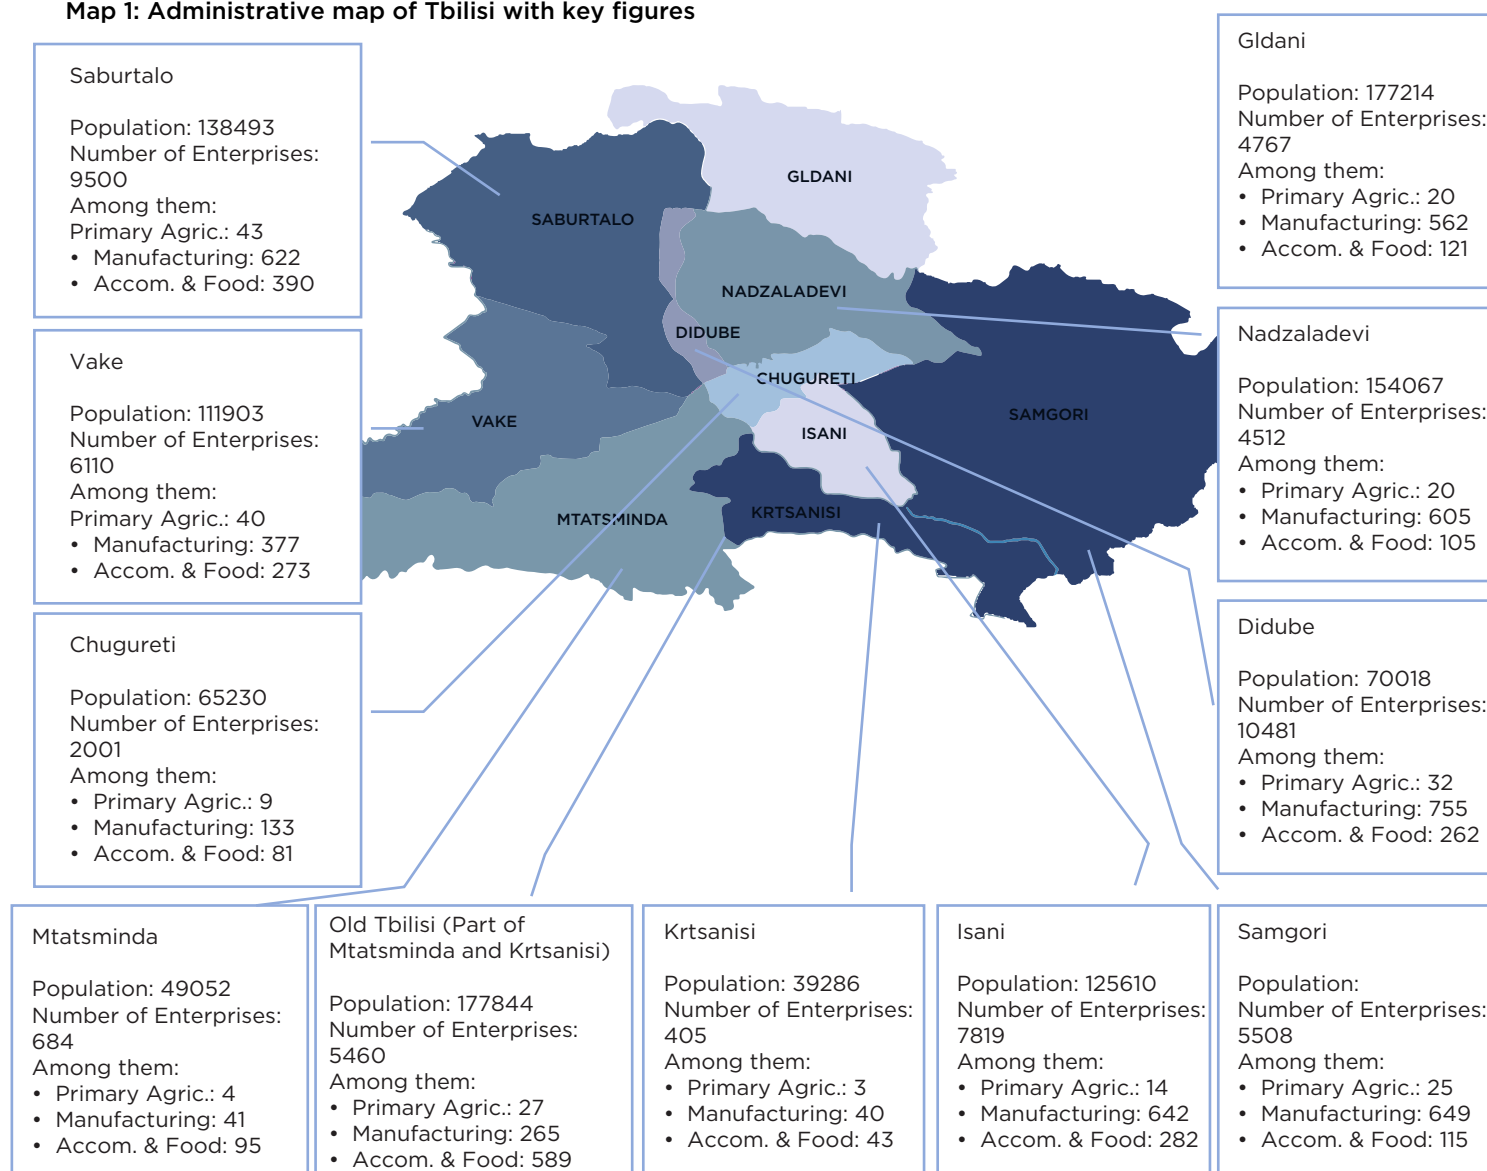 Map 1: Administrative map of Tbilisi with key figures
Saburtalo
Population: 138493
Number of Enterprises:
9500
Among them:
Primary Agric.: 43
• Manufacturing: 622
• Accom. & Food: 390
Vake
Population: 111903
Number of Enterprises:
6110
Among them:
Primary Agric.: 40
• Manufacturing: 377
• Accom. & Food: 273
Chugureti
Population: 65230
Number of Enterprises:
2001
Among them:
• Primary Agric.: 9
• Manufacturing: 133
• Accom. & Food: 81
GLDANI
SABURTALO
NADZALADEVI
DIDUBE
CHUGURETI
VAKE
ISANI
SAMGORI
MTATSMINDA
KRTSANISI
Gldani
Population: 177214
Number of Enterprises:
4767
Among them:
• Primary Agric.: 20
• Manufacturing: 562
• Accom. & Food: 121
Nadzaladevi
Population: 154067
Number of Enterprises:
4512
Among them:
• Primary Agric.: 20
• Manufacturing: 605
• Accom. & Food: 105
Didube
Population: 70018
Number of Enterprises:
10481
Among them:
• Primary Agric.: 32
• Manufacturing: 755
• Accom. & Food: 262
Mtatsminda
Population: 49052
Number of Enterprises:
684
Among them:
• Primary Agric.: 4
• Manufacturing: 41
• Accom. & Food: 95
Old Tbilisi (Part of
Mtatsminda and Krtsanisi)
Population: 177844
Number of Enterprises:
5460
Among them:
• Primary Agric.: 27
• Manufacturing: 265
• Accom. & Food: 589
Krtsanisi
Population: 39286
Number of Enterprises:
405
Among them:
• Primary Agric.: 3
• Manufacturing: 40
• Accom. & Food: 43
Isani
Population: 125610
Number of Enterprises:
7819
Among them:
• Primary Agric.: 14
• Manufacturing: 642
• Accom. & Food: 282
Samgori
Population:
Number of Enterprises:
5508
Among them:
• Primary Agric.: 25
• Manufacturing: 649
• Accom. & Food: 115